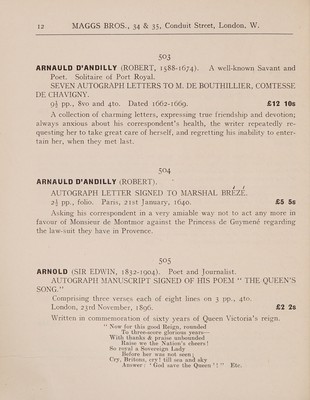 12 MAGGS BROS., 34 & 35, Conduit Street, London, W.
503
ARNAULD D'ANDILLY (ROBERT, 1588-1674). A well-known Savant and
Poet. Solitaire of Port Royal.
SEVEN AUTOGRAPH LETTERS TO M. DE BOUTHILLIER, COMTESSE
DE CHAVIGNY.
9½ pp., 8vo and 4to. Dated 1662-1669. £12 10s
A collection of charming letters, expressing true friendship and devotion;
always anxious about his correspondent's health, the writer repeatedly re-
questing her to take great care of herself, and regretting his inability to enter-
tain her, when they met last.
504
ARNAULD D'ANDILLY (ROBERT).
AUTOGRAPH LETTER SIGNED TO MARSHAL BRÉZÉ.
2½ pp., folio. Paris, 21st January, 1640. £5 5s
Asking his correspondent in a very amiable way not to act any more in
favour of Monsieur de Montmor against the Princess de Guymené regarding
the law-suit they have in Provence.
505
ARNOLD (SIR EDWIN, 1832-1904). Poet and Journalist.
AUTOGRAPH MANUSCRIPT SIGNED OF HIS POEM "THE QUEEN'S
SONG."
Comprising three verses each of eight lines on 3 pp., 4to.
London, 23rd November, 1896. £2 2s
Written in commemoration of sixty years of Queen Victoria's reign.
"Now for this good Reign, rounded
To three-score glorious years—
With thanks & praise unbounded
Raise we the Nation's cheers!
So royal a Sovereign Lady
Before her was not seen;
Cry, Britons, cry! till sea and sky
Answer: 'God save the Queen'!" Etc.